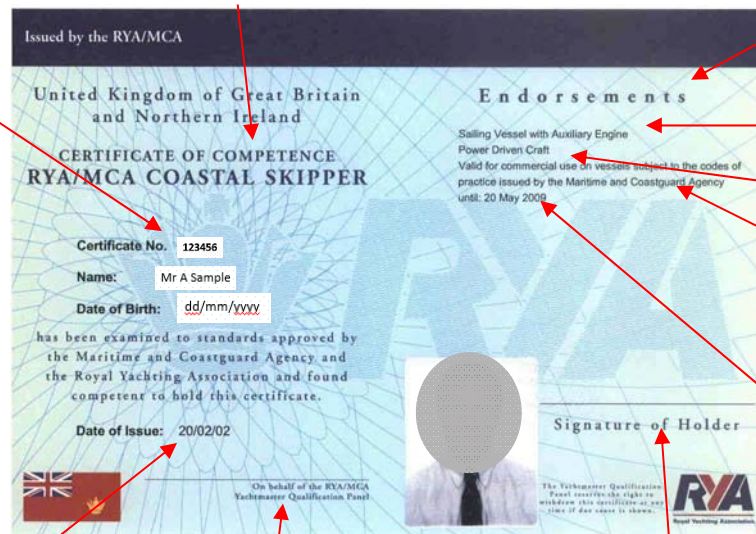 Issued by the RYA/MCA
United Kingdom of Great Britain
and Northern Ireland
CERTIFICATE OF COMPETENCE
RYA/MCA COASTAL SKIPPER
Certificate No. 123456
Name: Mr A Sample
Date of Birth: dd/mm/yyyy
has been examined to standards approved by
the Maritime and Coastguard Agency and
the Royal Yachting Association and found
competent to hold this certificate.
Date of Issue: 20/02/02
On behalf of the RYA/MCA
Yachtmaster Qualification Panel
Endorsements
Sailing Vessel with Auxiliary Engine
Power Driven Craft
Valid for commercial use on vessels subject to the codes of
practice issued by the Maritime and Coastguard Agency
until: 20 May 2009
RYA
Signature of Holder
The Yachtmaster Qualification
Panel reserves the right to
withdraw this certificate at any
time if due cause is shown.
RYA
Royal Yachting Association